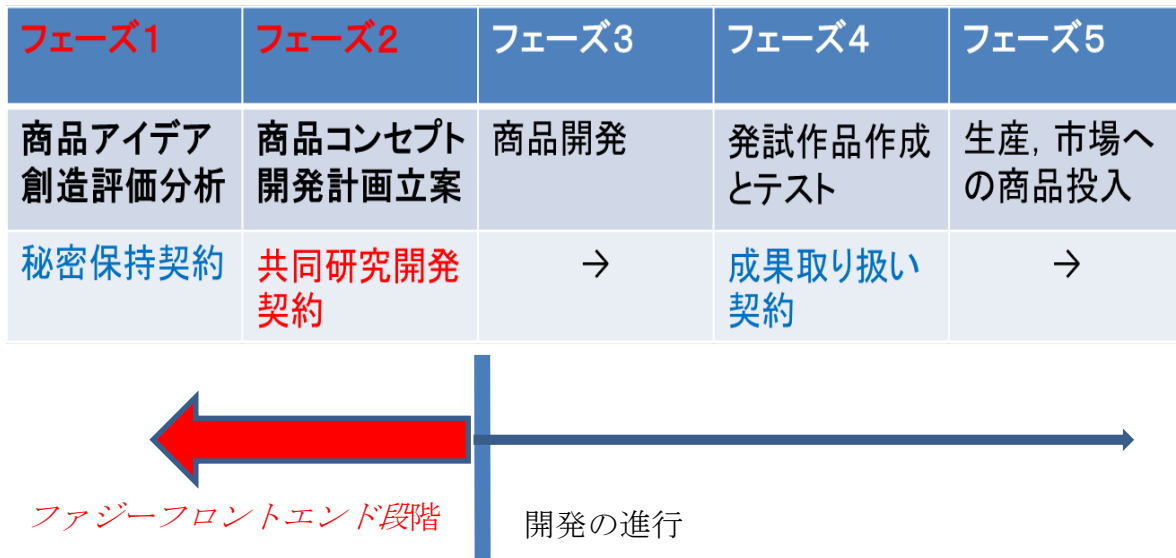 フェーズ1
フェーズ2
フェーズ3
フェーズ4
フェーズ5
商品アイデア
創造評価分析
商品コンセプト
開発計画立案
商品開発
発試作品作成
とテスト
生産, 市場へ
の商品投入
秘密保持契約
共同研究開発
契約
→
成果取り扱い
契約
→
ファジーフロントエンド段階
開発の進行